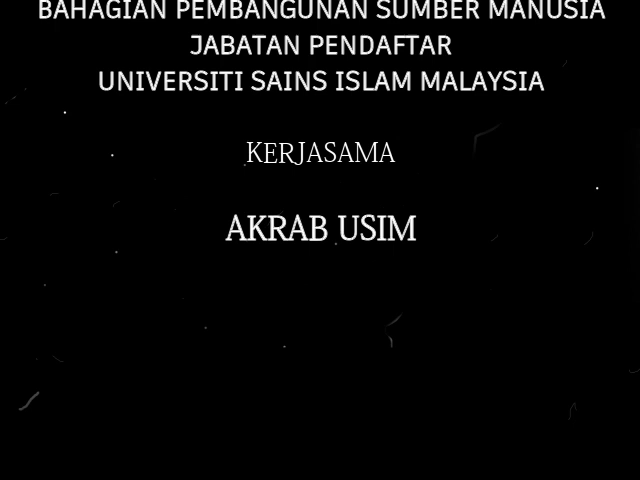 BAHAGIAN PEMBANGUNAN SUMBER MANUSIA
JABATAN PENDAFTAR
UNIVERSITI SAINS ISLAM MALAYSIA
KERJASAMA
AKRAB USIM